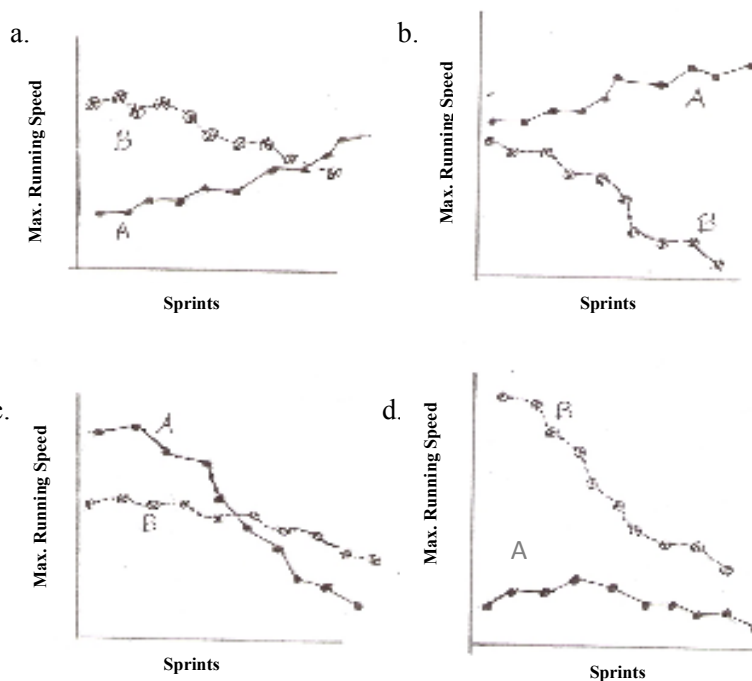 a.
Max. Running Speed
B
A
Sprints
b.
Max. Running Speed
A
B
Sprints
c.
Max. Running Speed
A
B
Sprints
d.
Max. Running Speed
B
A
Sprints